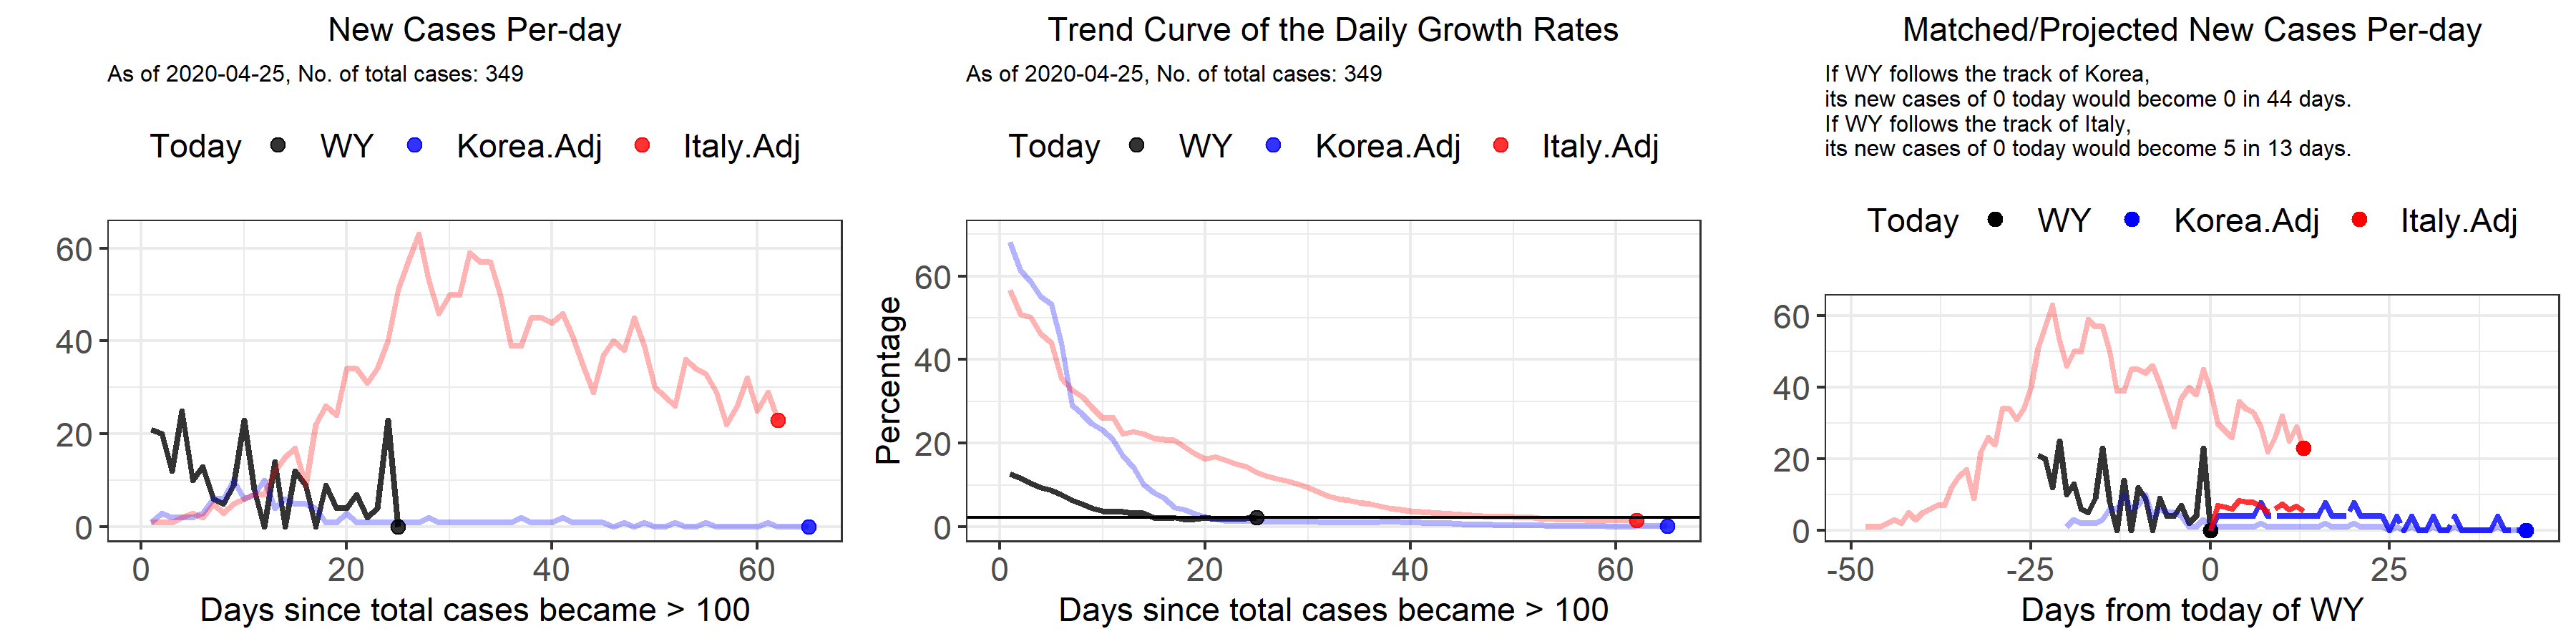 New Cases Per-day
As of 2020-04-25, No. of total cases: 349
Today WY Korea.Adj Italy.Adj
60
40
20
0
0 20 40 60
Days since total cases became > 100
Trend Curve of the Daily Growth Rates
As of 2020-04-25, No. of total cases: 349
Today WY Korea.Adj Italy.Adj
Percentage
60
40
20
0
0 20 40 60
Days since total cases became > 100
Matched/Projected New Cases Per-day
If WY follows the track of Korea,
its new cases of 0 today would become 0 in 44 days.
If WY follows the track of Italy,
its new cases of 0 today would become 5 in 13 days.
Today WY Korea.Adj Italy.Adj
60
40
20
0
-50 -25 0 25
Days from today of WY